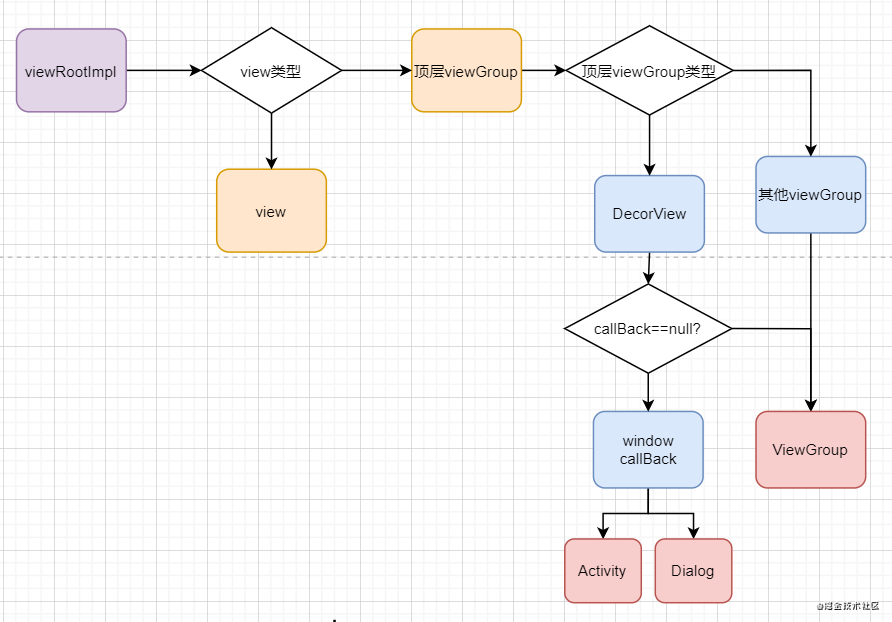 viewRootImpl
view类型
顶层viewGroup
顶层viewGroup类型
view
DecorView
其他viewGroup
callBack==null?
window
callBack
ViewGroup
Activity
Dialog
@掘金技术社区